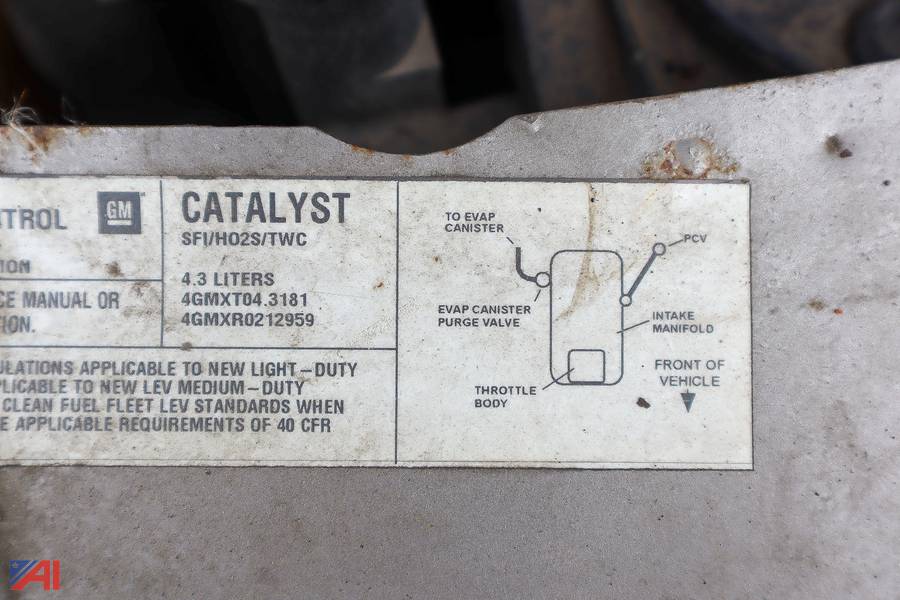 TROL
GM
ION
CE MANUAL OR
ION.
CATALYST
SFI/HO2S/TWC
4.3 LITERS
4GMXT04.3181
4GMXR0212959
ULATIONS APPLICABLE TO NEW LIGHT–DUTY
PLICABLE TO NEW LEV MEDIUM–DUTY
CLEAN FUEL FLEET LEV STANDARDS WHEN
E APPLICABLE REQUIREMENTS OF 40 CFR
TO EVAP
CANISTER
PCV
EVAP CANISTER
PURGE VALVE
INTAKE
MANIFOLD
THROTTLE
BODY
FRONT OF
VEHICLE
AI